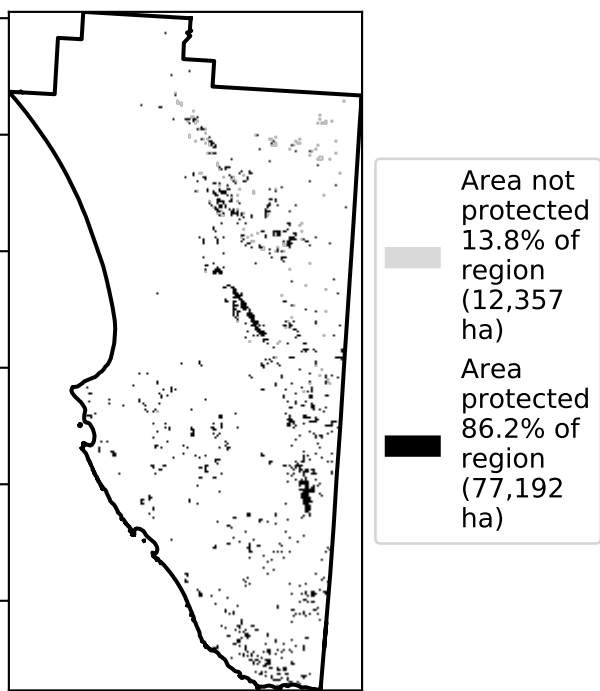 Area not
protected
13.8% of
region
(12,357
ha)
Area
protected
86.2% of
region
(77,192
ha)